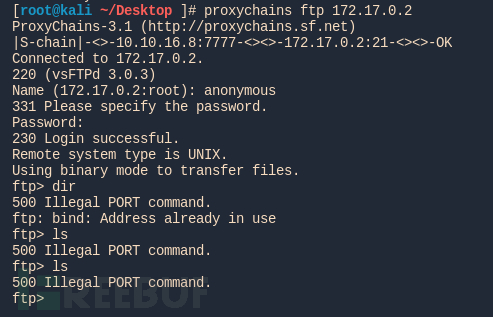 [root@kali ~/Desktop ]# proxychains ftp 172.17.0.2
ProxyChains-3.1 (http://proxychains.sf.net)
|S-chain|-<>-10.10.16.8:7777-<><>-172.17.0.2:21-<><>-OK
Connected to 172.17.0.2.
220 (vsFTPd 3.0.3)
Name (172.17.0.2:root): anonymous
331 Please specify the password.
Password:
230 Login successful.
Remote system type is UNIX.
Using binary mode to transfer files.
ftp> dir
500 Illegal PORT command.
ftp: bind: Address already in use
ftp> ls
500 Illegal PORT command.
ftp> ls
500 Illegal PORT command.
ftp>
REEBUF